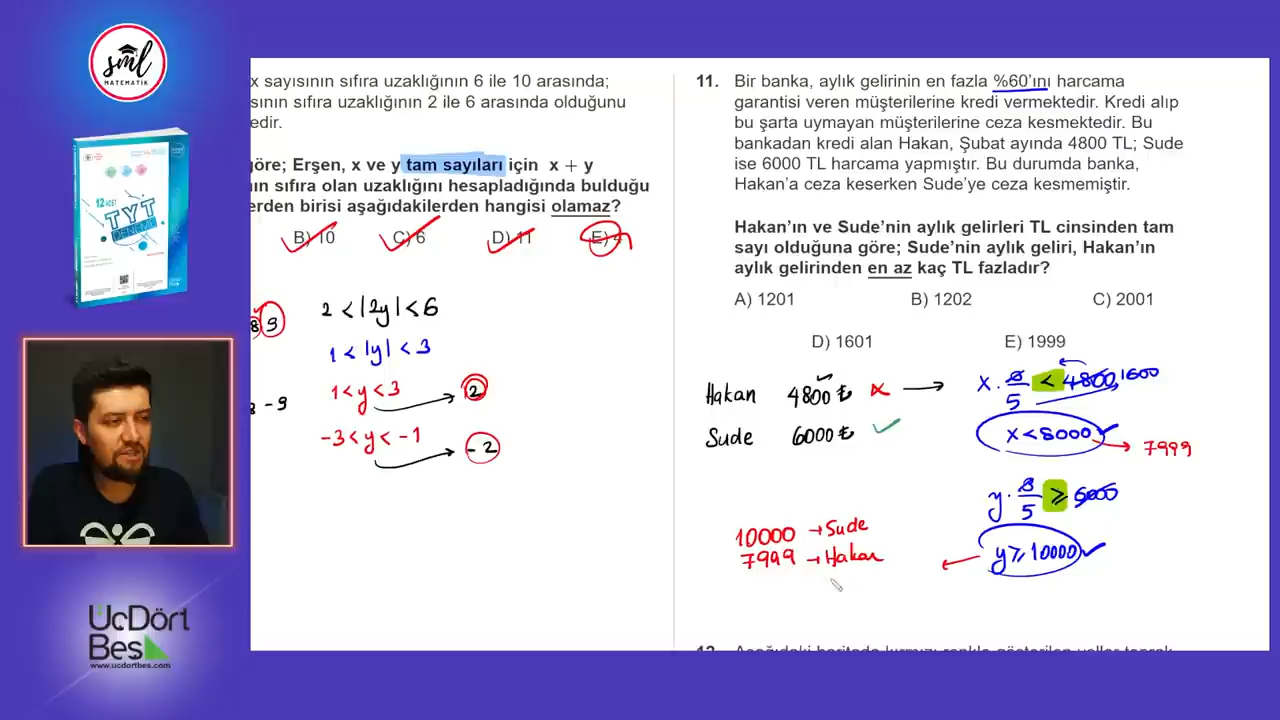 sml
MATEMATİK
12 ADET
TYT
DENEME
ÜçDört
Beş
www.ucdortbes.com
x sayısının sıfıra uzaklığının 6 ile 10 arasında;
sının sıfıra uzaklığının 2 ile 6 arasında olduğunu
edir.
göre; Erşen, x ve y tam sayıları için x + y
nın sıfıra olan uzaklığını hesapladığında bulduğu
erden birisi aşağıdakilerden hangisi olamaz?
B) 10 C) 6 D) 11 E) 4
8 9
8 -9
2 < |2y| < 6
1 < |y| < 3
1 < y < 3 2
-3 < y < -1 -2
11. Bir banka, aylık gelirinin en fazla %60'ını harcama
garantisi veren müşterilerine kredi vermektedir. Kredi alıp
bu şarta uymayan müşterilerine ceza kesmektedir. Bu
bankadan kredi alan Hakan, Şubat ayında 4800 TL; Sude
ise 6000 TL harcama yapmıştır. Bu durumda banka,
Hakan'a ceza keserken Sude'ye ceza kesmemiştir.
Hakan'ın ve Sude'nin aylık gelirleri TL cinsinden tam
sayı olduğuna göre; Sude'nin aylık geliri, Hakan'ın
aylık gelirinden en az kaç TL fazladır?
A) 1201 B) 1202 C) 2001
D) 1601 E) 1999
Hakan 4800 ₺ x → x · 3/5 < 4800 1600
Sude 6000 ₺ ✓ x < 8000 → 7999
y · 3/5 ≥ 6000
10000 → Sude
7999 → Hakan y ≥ 10000